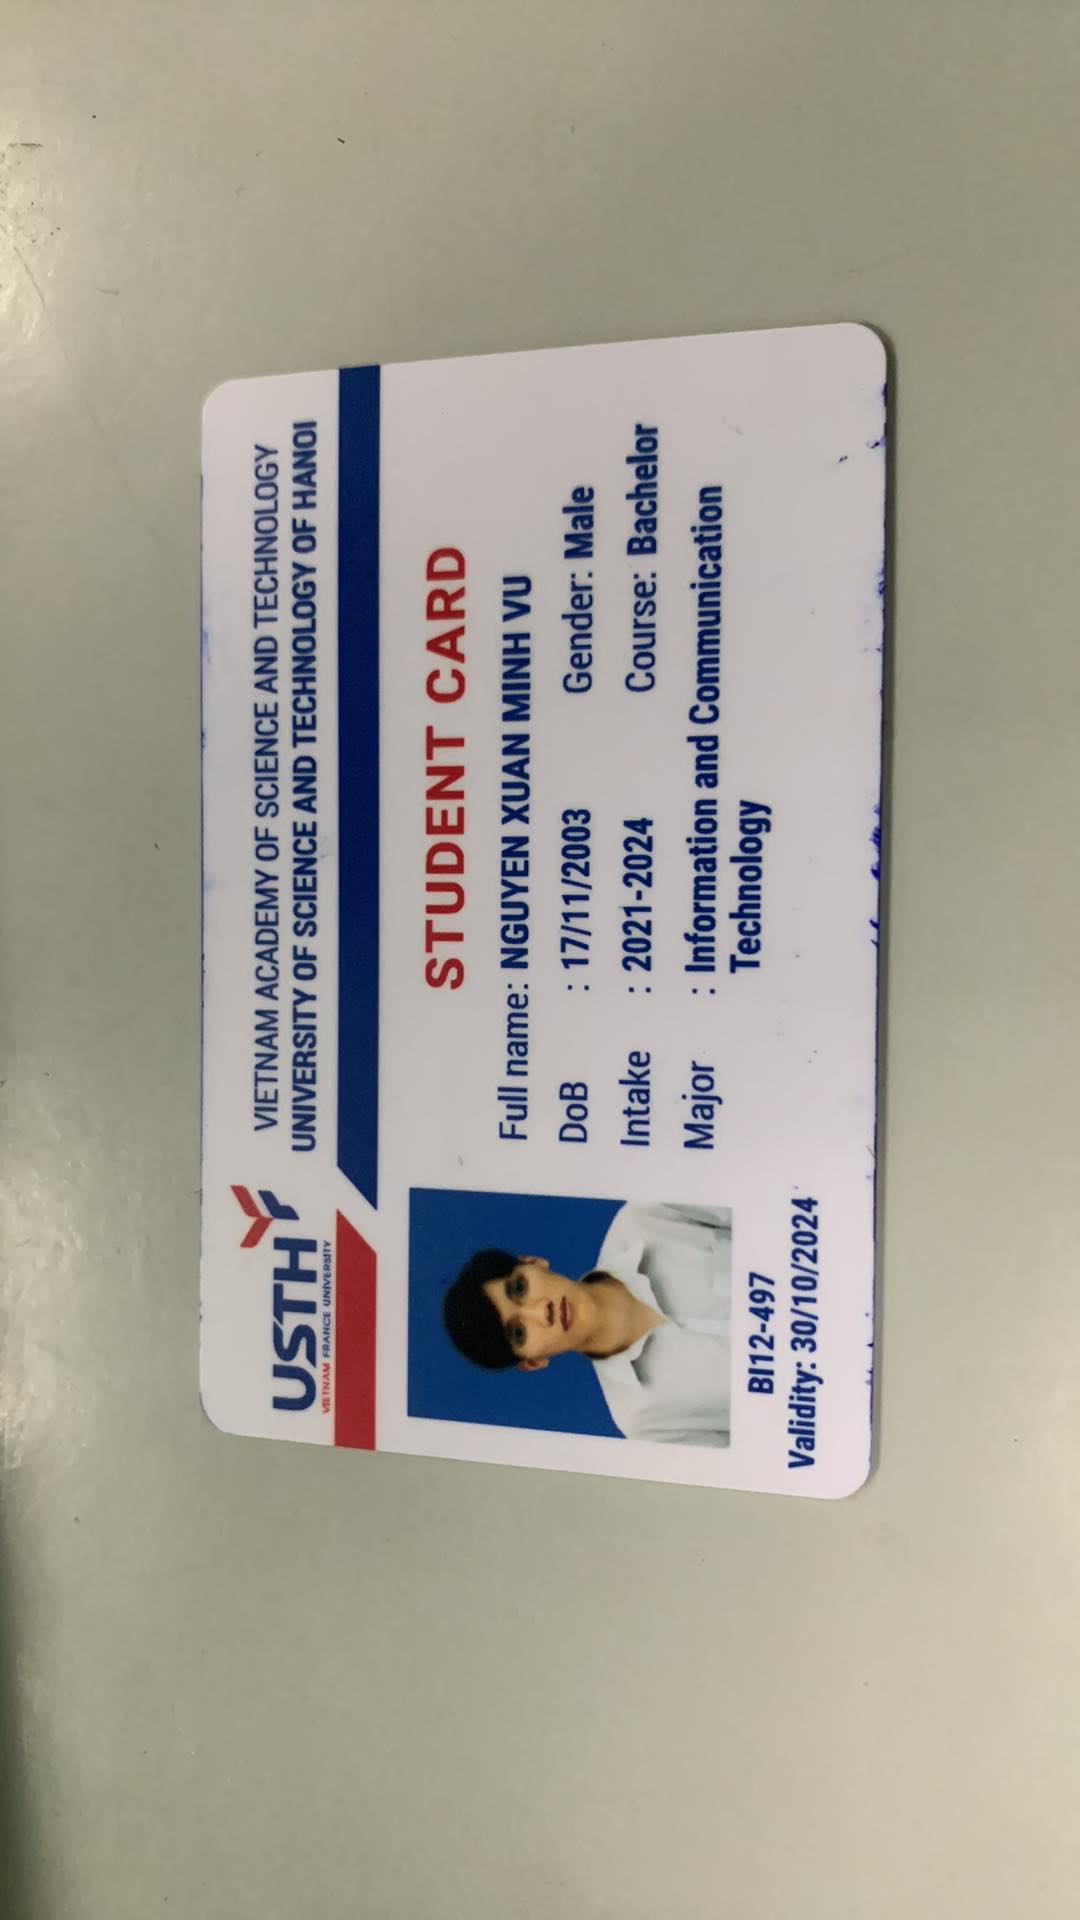 USTH
VIETNAM FRANCE UNIVERSITY
VIETNAM ACADEMY OF SCIENCE AND TECHNOLOGY
UNIVERSITY OF SCIENCE AND TECHNOLOGY OF HANOI
STUDENT CARD
Full name: NGUYEN XUAN MINH VU
DoB : 17/11/2003 Gender: Male
Intake : 2021-2024 Course: Bachelor
Major : Information and Communication
Technology
BI12-497
Validity: 30/10/2024